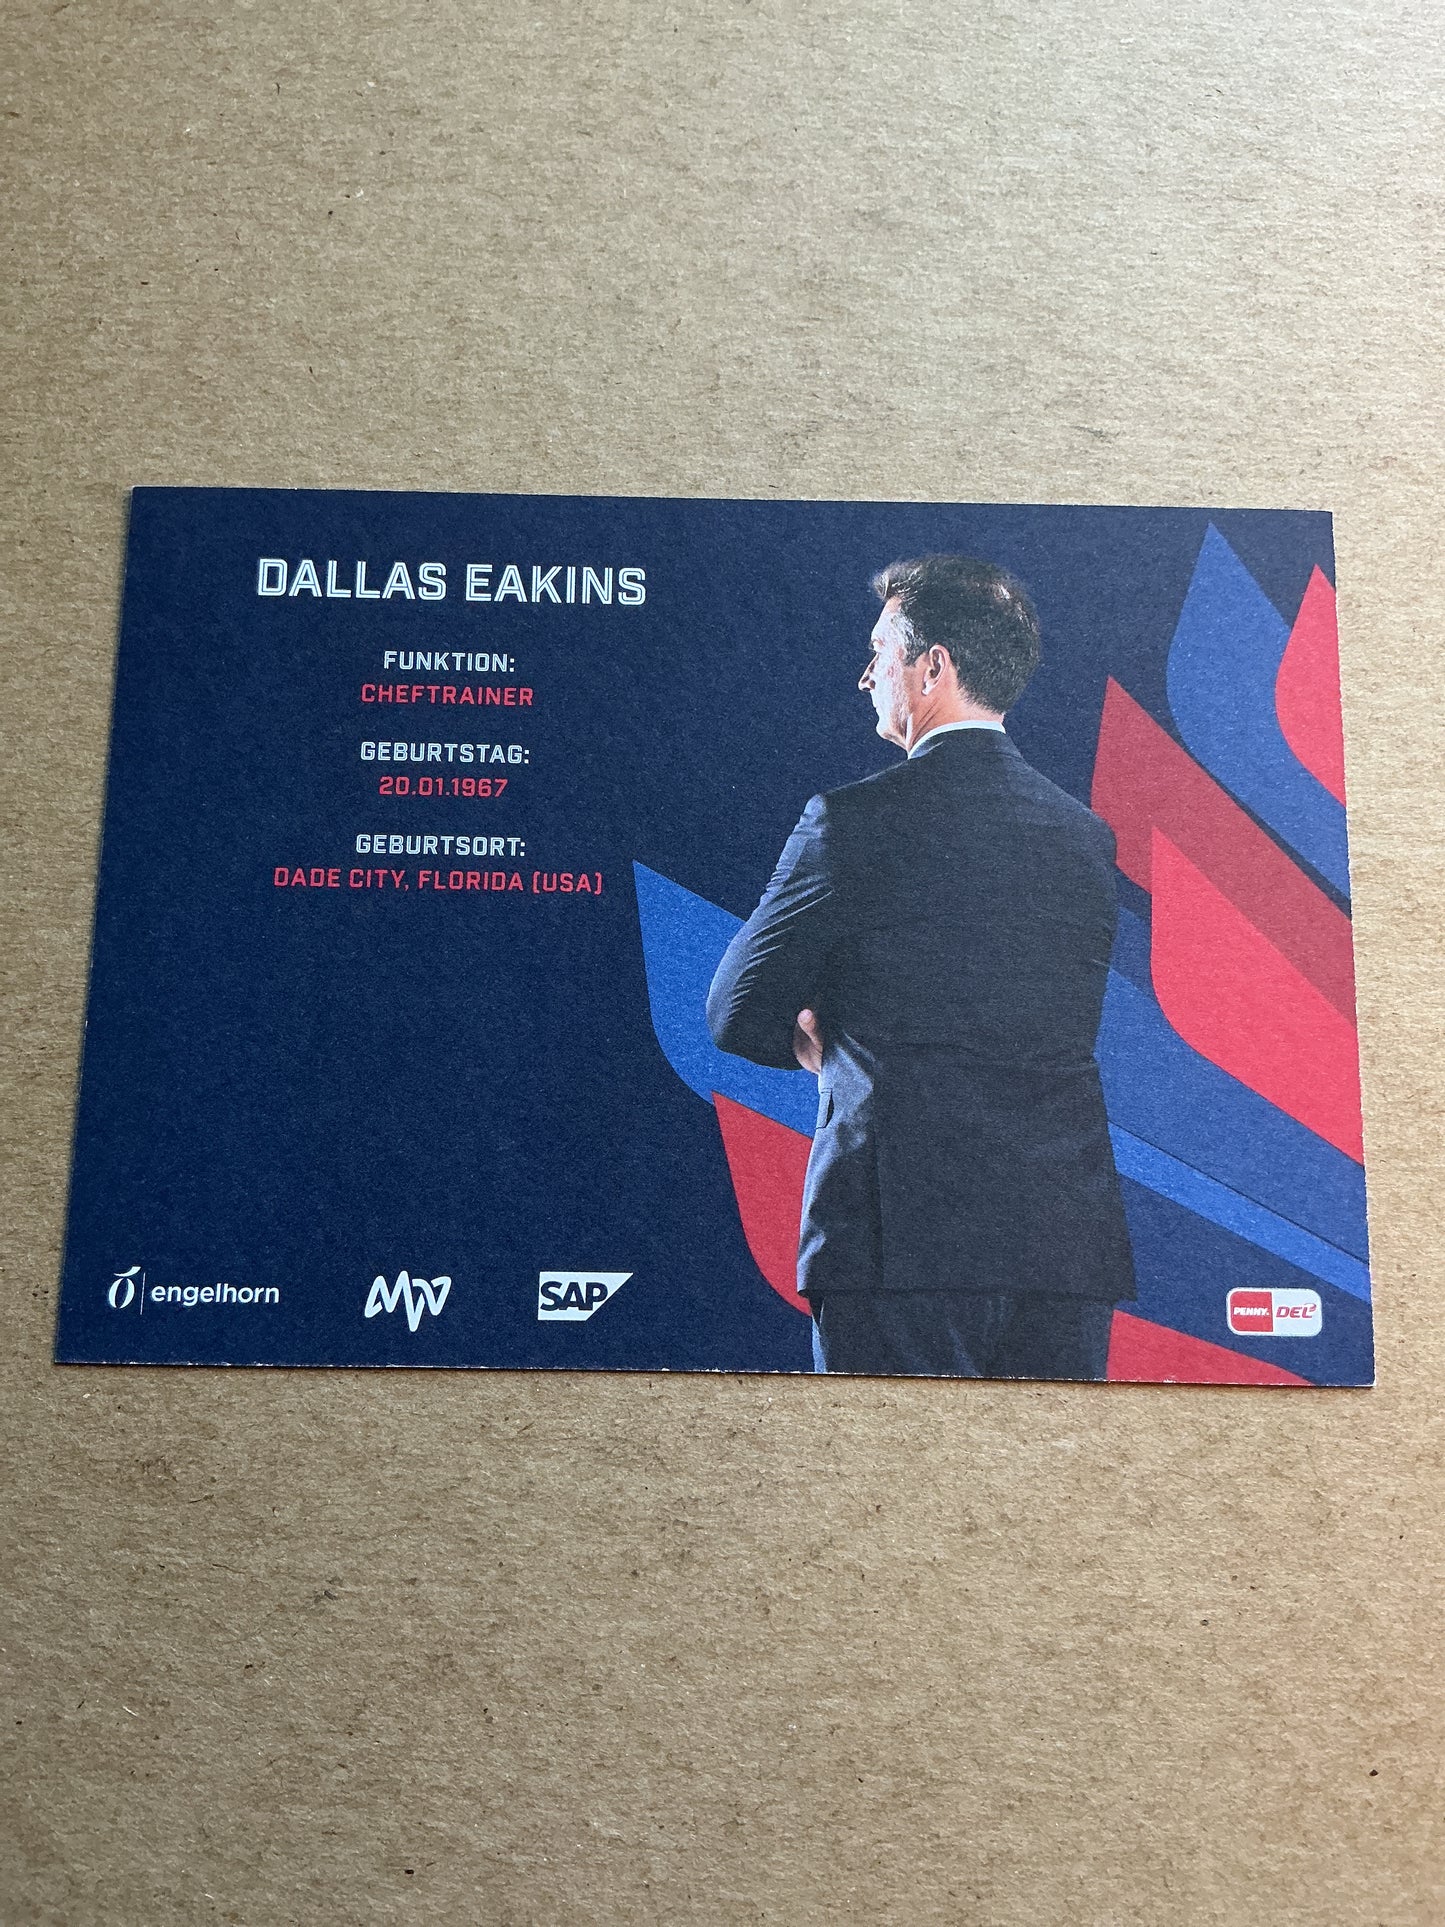 DALLAS EAKINS
FUNKTION:
CHEFTRAINER
GEBURTSTAG:
20.01.1967
GEBURTSORT:
DADE CITY, FLORIDA (USA)
engelhorn
SAP
PENNY. DEL